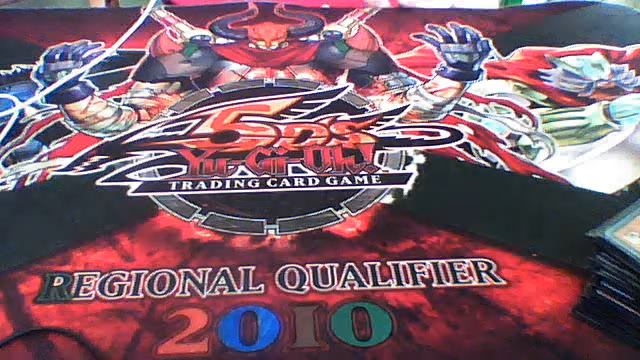 5D's
Yu-Gi-Oh!
TRADING CARD GAME
REGIONAL QUALIFIER
2010